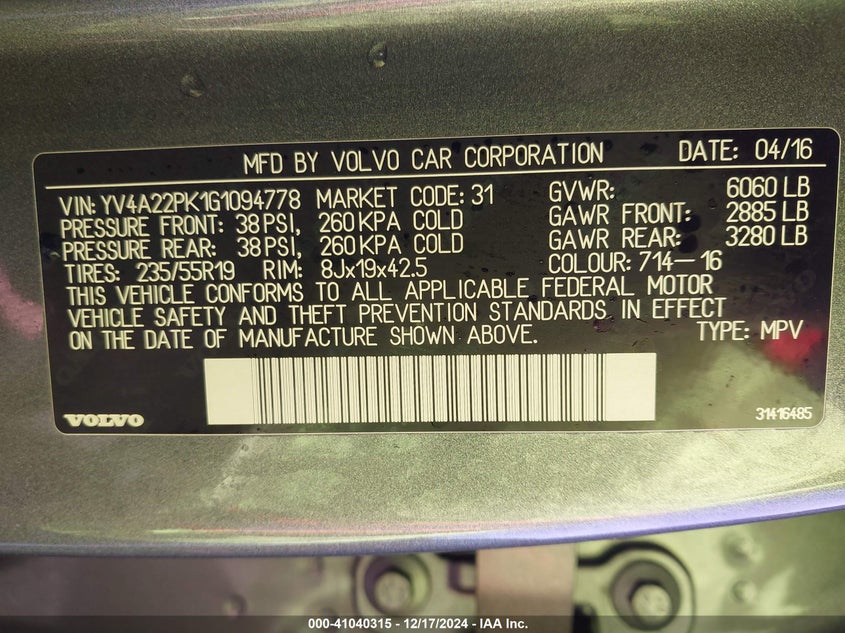 MFD BY VOLVO CAR CORPORATION DATE: 04/16
VIN: YV4A22PK1G1094778 MARKET CODE: 31 GVWR: 6060 LB
PRESSURE FRONT: 38 PSI, 260 KPA COLD GAWR FRONT: 2885 LB
PRESSURE REAR: 38 PSI, 260 KPA COLD GAWR REAR: 3280 LB
TIRES: 235/55R19 RIM: 8Jx19x42.5 COLOUR: 714-16
THIS VEHICLE CONFORMS TO ALL APPLICABLE FEDERAL MOTOR
VEHICLE SAFETY AND THEFT PREVENTION STANDARDS IN EFFECT
ON THE DATE OF MANUFACTURE SHOWN ABOVE. TYPE: MPV
VOLVO 31416485
000-41040315 - 12/17/2024 - IAA Inc.